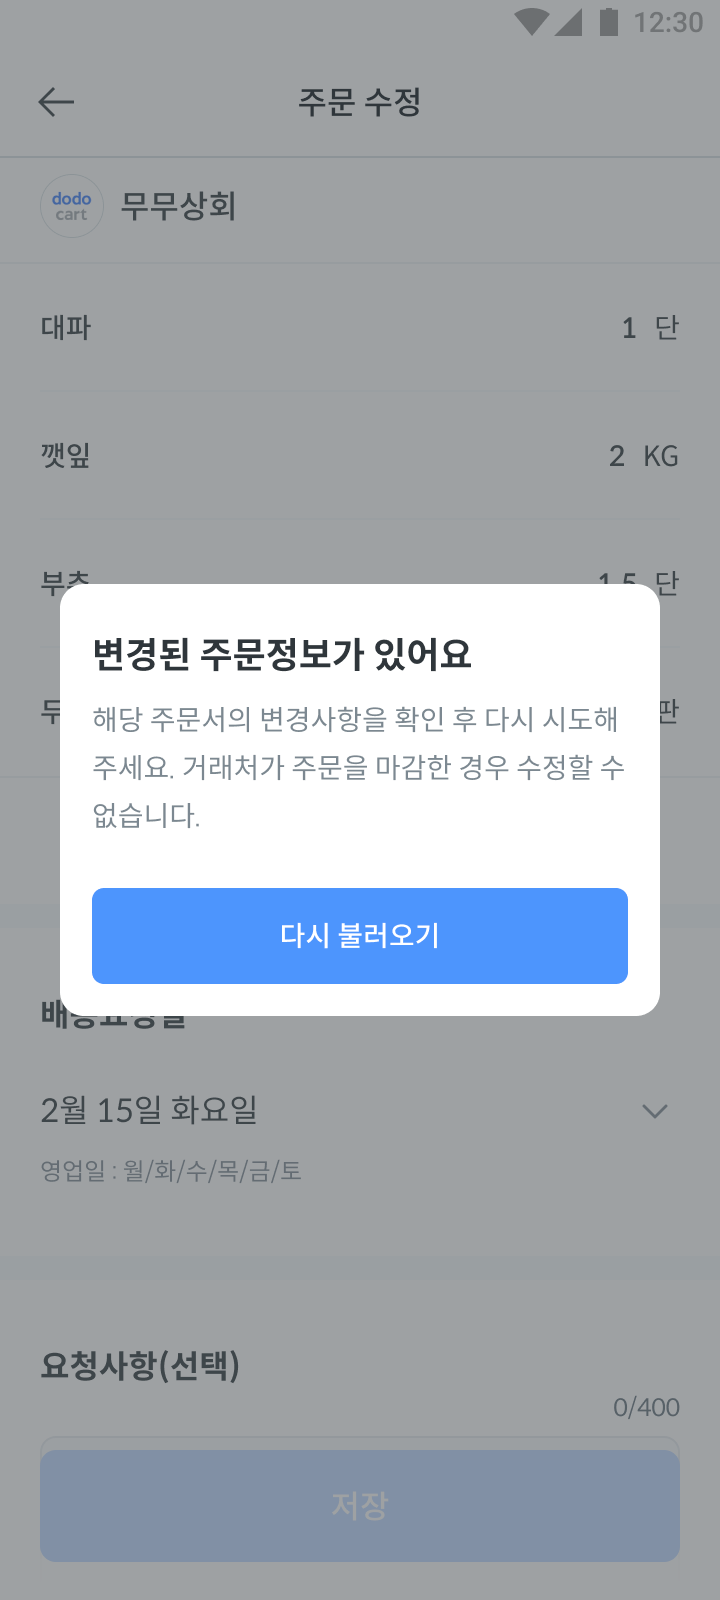 12:30
주문 수정
dodo
cart
무무상회
대파
1 단
깻잎
2 KG
부추
1.5 단
판
변경된 주문정보가 있어요
해당 주문서의 변경사항을 확인 후 다시 시도해
주세요. 거래처가 주문을 마감한 경우 수정할 수
없습니다.
다시 불러오기
배송요청일
2월 15일 화요일
영업일 : 월/화/수/목/금/토
요청사항(선택)
0/400
저장